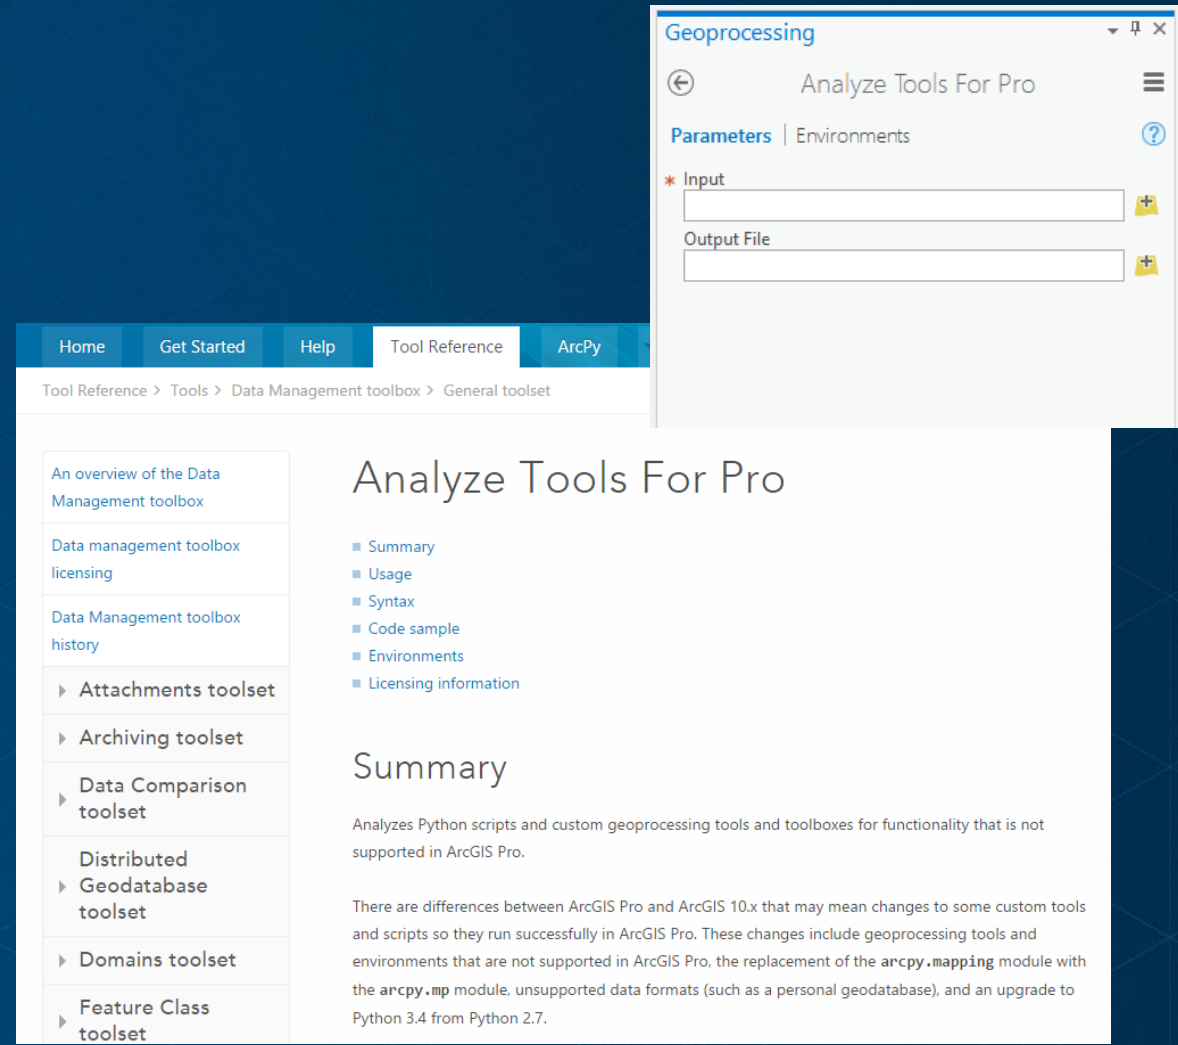 Geoprocessing
Analyze Tools For Pro
Parameters | Environments
?
* Input
Output File
Home
Get Started
Help
Tool Reference
ArcPy
Tool Reference > Tools > Data Management toolbox > General toolset
An overview of the Data
Management toolbox
Data management toolbox
licensing
Data Management toolbox
history
Attachments toolset
Archiving toolset
Data Comparison
toolset
Distributed
Geodatabase
toolset
Domains toolset
Feature Class
toolset
Analyze Tools For Pro
Summary
Usage
Syntax
Code sample
Environments
Licensing information
Summary
Analyzes Python scripts and custom geoprocessing tools and toolboxes for functionality that is not
supported in ArcGIS Pro.
There are differences between ArcGIS Pro and ArcGIS 10.x that may mean changes to some custom tools
and scripts so they run successfully in ArcGIS Pro. These changes include geoprocessing tools and
environments that are not supported in ArcGIS Pro, the replacement of the arcpy.mapping module with
the arcpy.mp module, unsupported data formats (such as a personal geodatabase), and an upgrade to
Python 3.4 from Python 2.7.